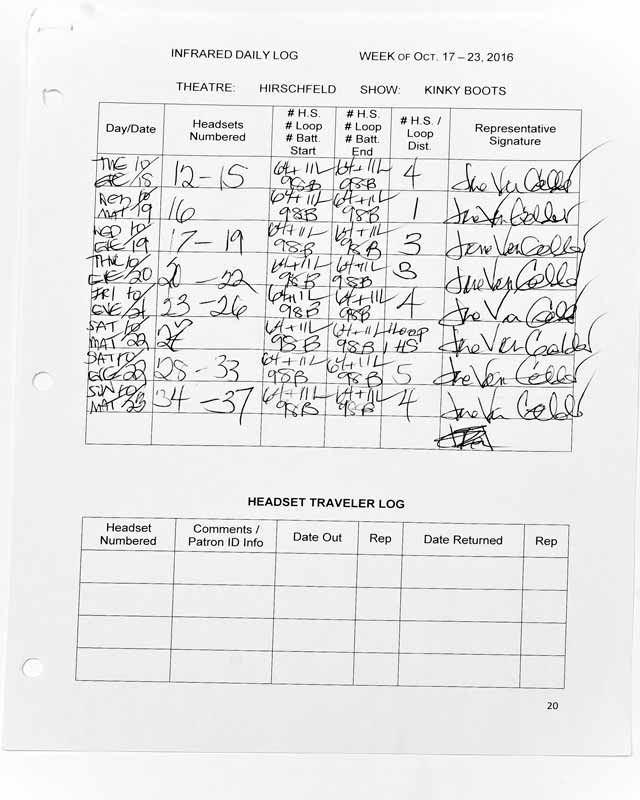 INFRARED DAILY LOG WEEK OF OCT. 17 – 23, 2016
THEATRE: HIRSCHFELD SHOW: KINKY BOOTS
Day/Date Headsets Numbered # H.S. # Loop # Batt. Start # H.S. # Loop # Batt. End # H.S. / Loop Dist. Representative Signature
TUE 10/ 64+11L 64+11L
EVE/18 12-15 98B 98B 4 Jane Van Gelder
WED 10/ 64+11L 64+11L
MAT/19 16 98B 98B 1 Jane Van Gelder
WED 10/ 64+11L 64+11L
EVE/19 17-19 98B 98B 3 Jane Van Gelder
THU 10/ 64+11L 64+11L
EVE/20 20-22 98B 98B 3 Jane Van Gelder
FRI 10/ 64+11L 64+11L
EVE/21 23-26 98B 98B 4 Jane Van Gelder
SAT 10/ 64+11L 64+11L 1 Loop
MAT/22 98B 98B 1 HS Jane Van Gelder
SAT 10/ 64+11L 64+11L
EVE/22 28-33 98B 98B 5 Jane Van Gelder
SUN 10/ 64+11L 64+11L
MAT/23 34-37 98B 98B 4 Jane Van Gelder
HEADSET TRAVELER LOG
Headset Numbered Comments / Patron ID Info Date Out Rep Date Returned Rep
20